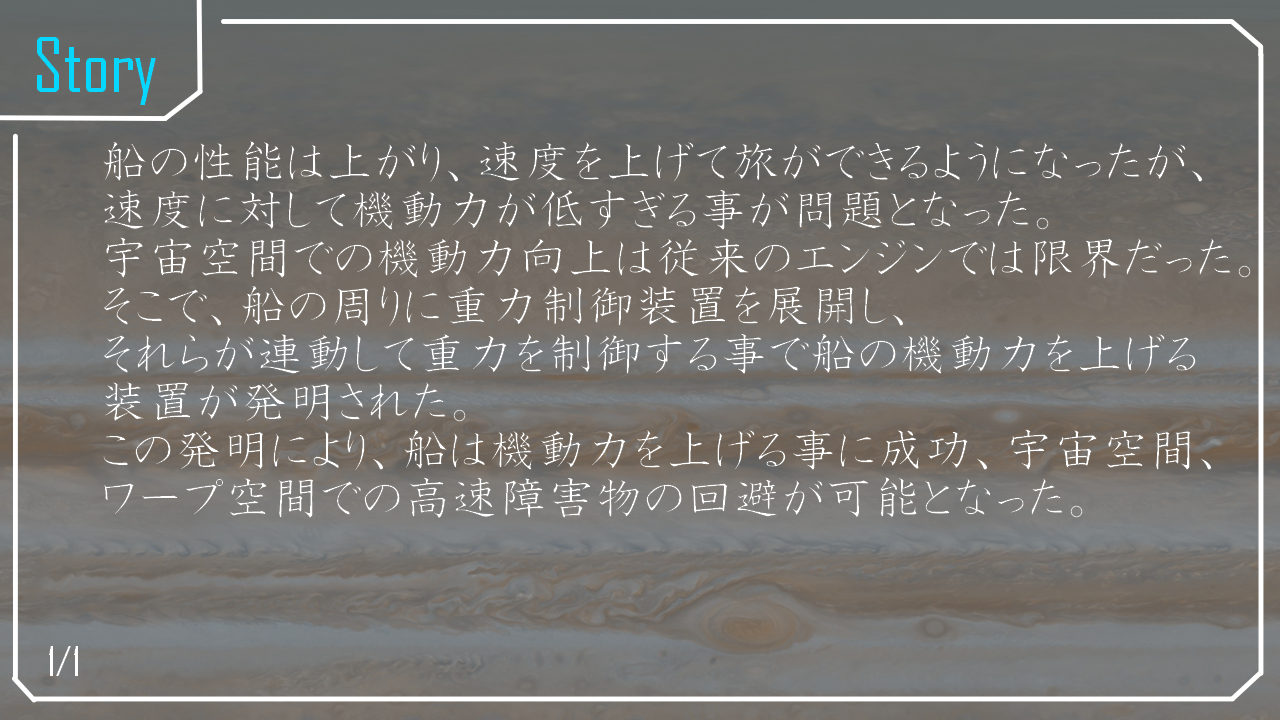 Story
船の性能は上がり、速度を上げて旅ができるようになったが、
速度に対して機動力が低すぎる事が問題となった。
宇宙空間での機動力向上は従来のエンジンでは限界だった。
そこで、船の周りに重力制御装置を展開し、
それらが連動して重力を制御する事で船の機動力を上げる
装置が発明された。
この発明により、船は機動力を上げる事に成功、宇宙空間、
ワープ空間での高速障害物の回避が可能となった。
1/1